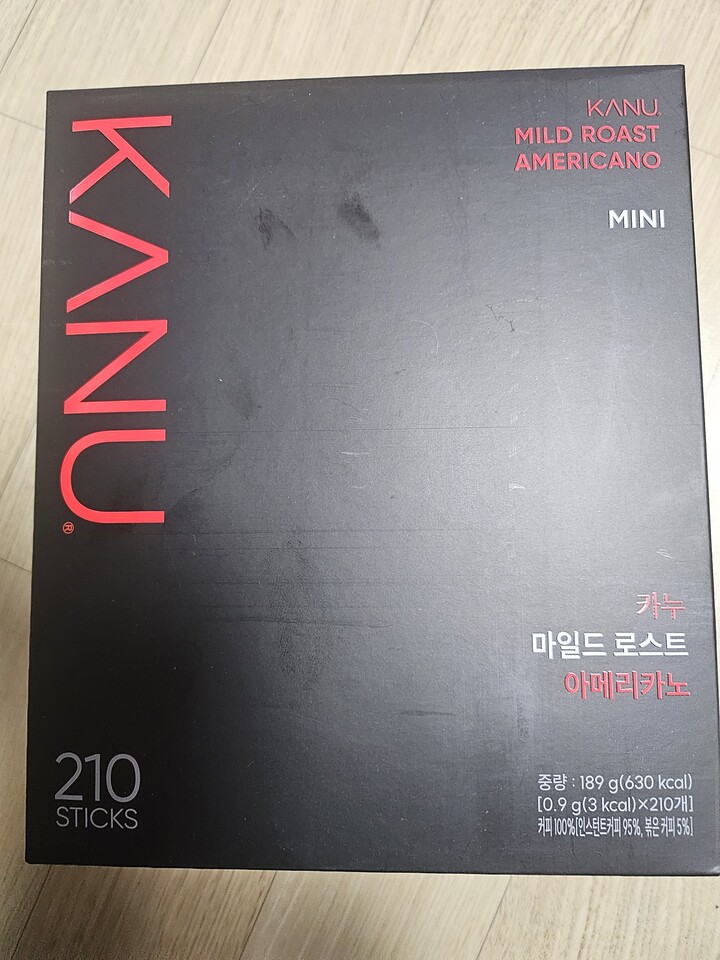 KANU®
KANU
MILD ROAST
AMERICANO
MINI
카누
마일드 로스트
아메리카노
210
STICKS
중량 : 189 g(630 kcal)
[0.9 g(3 kcal)×210개]
커피 100%[인스턴트커피 95%, 볶은 커피 5%]